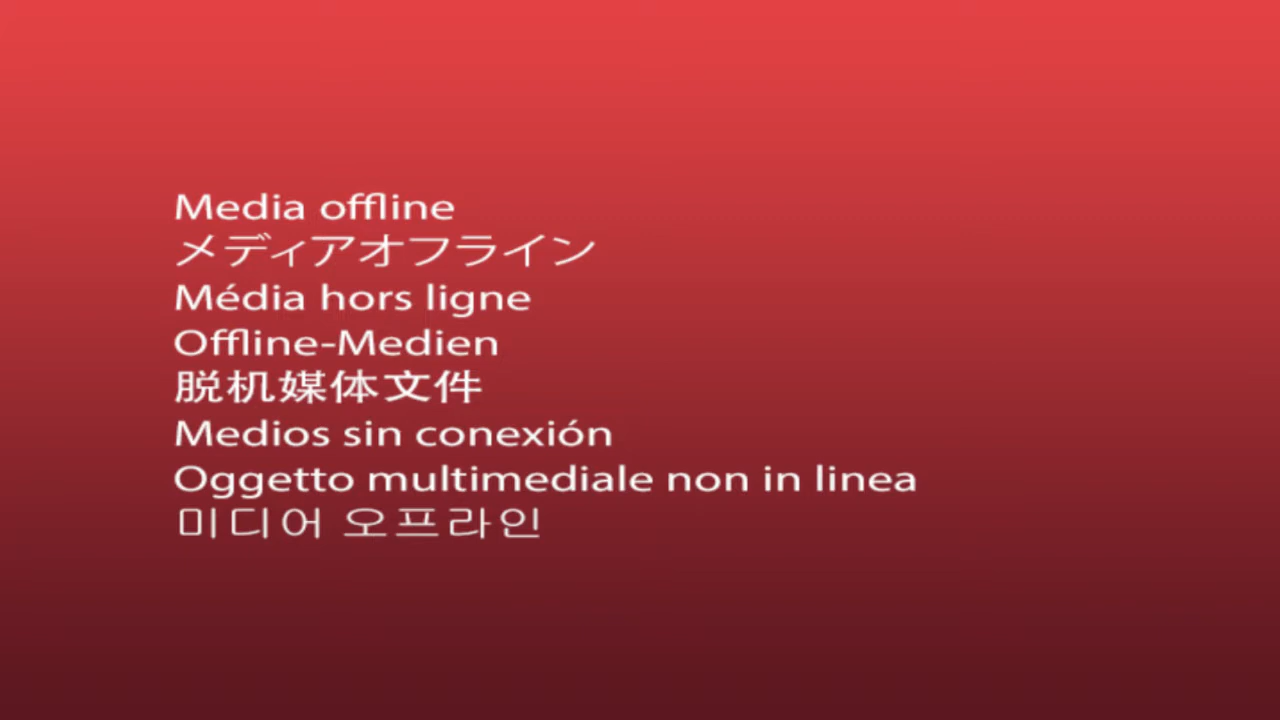 Media offline
メディアオフライン
Média hors ligne
Offline-Medien
脱机媒体文件
Medios sin conexión
Oggetto multimediale non in linea
미디어 오프라인